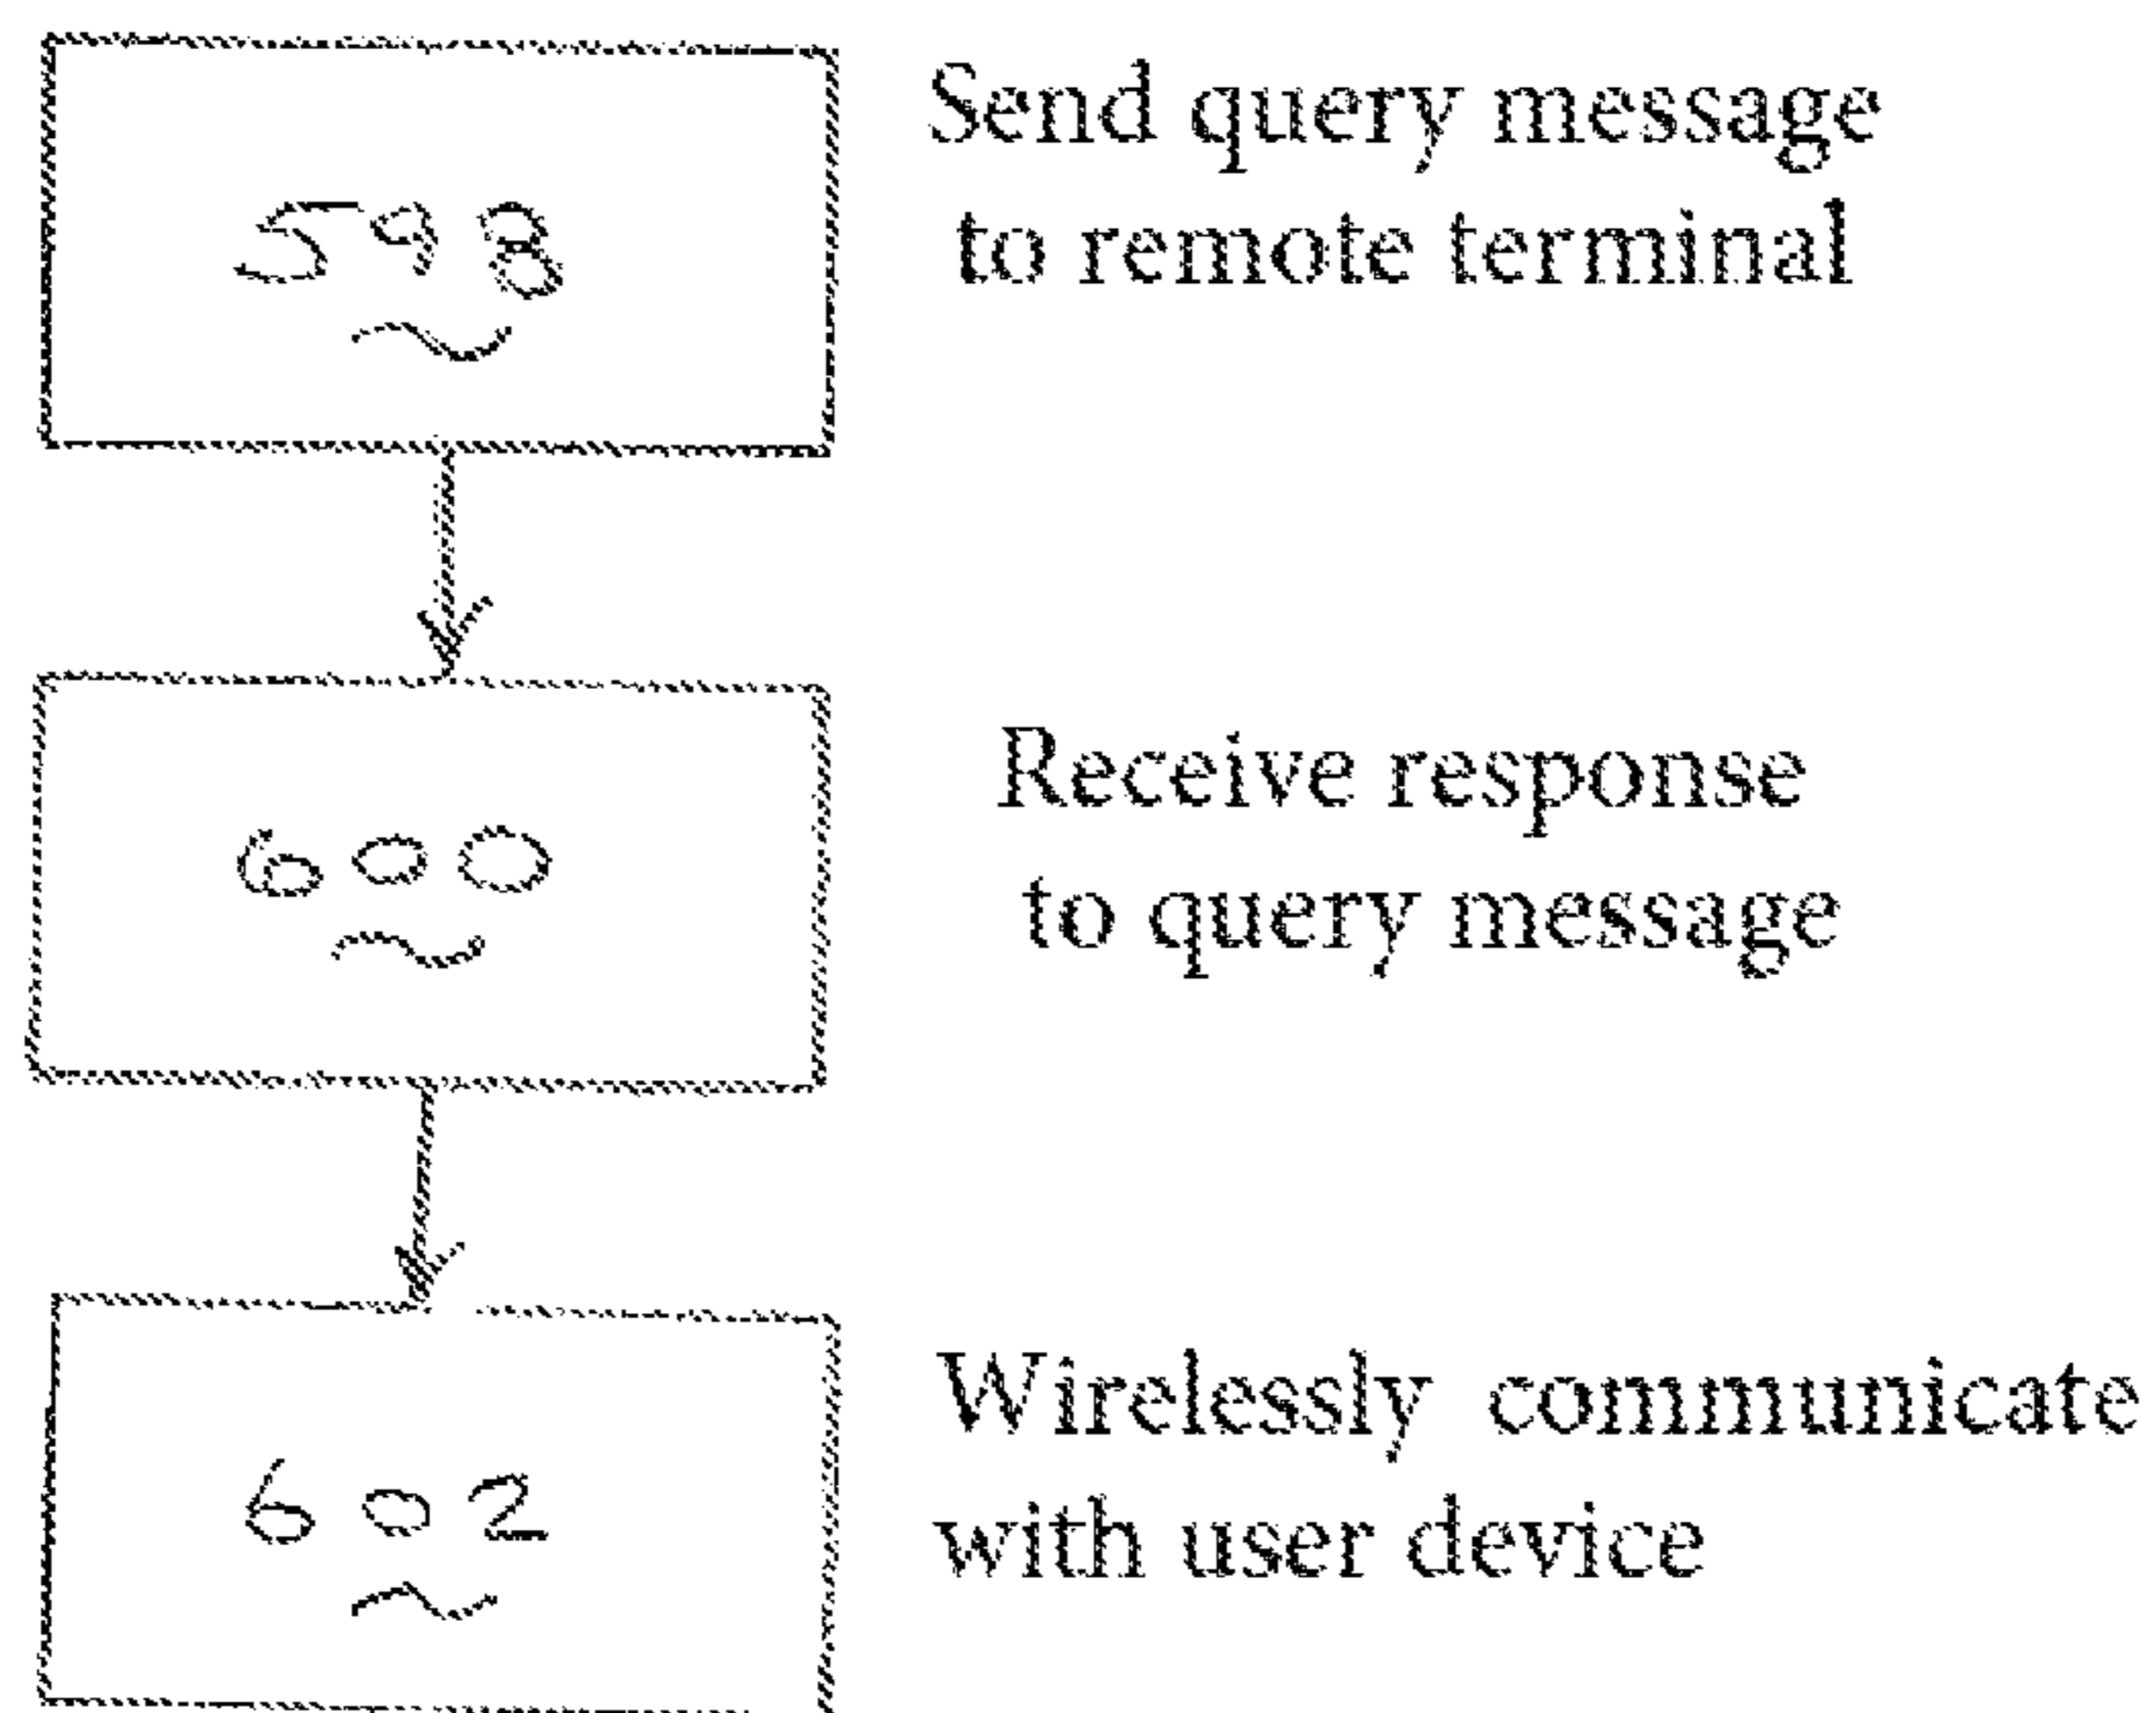 598
Send query message
to remote terminal
600
Receive response
to query message
602
Wirelessly communicate
with user device